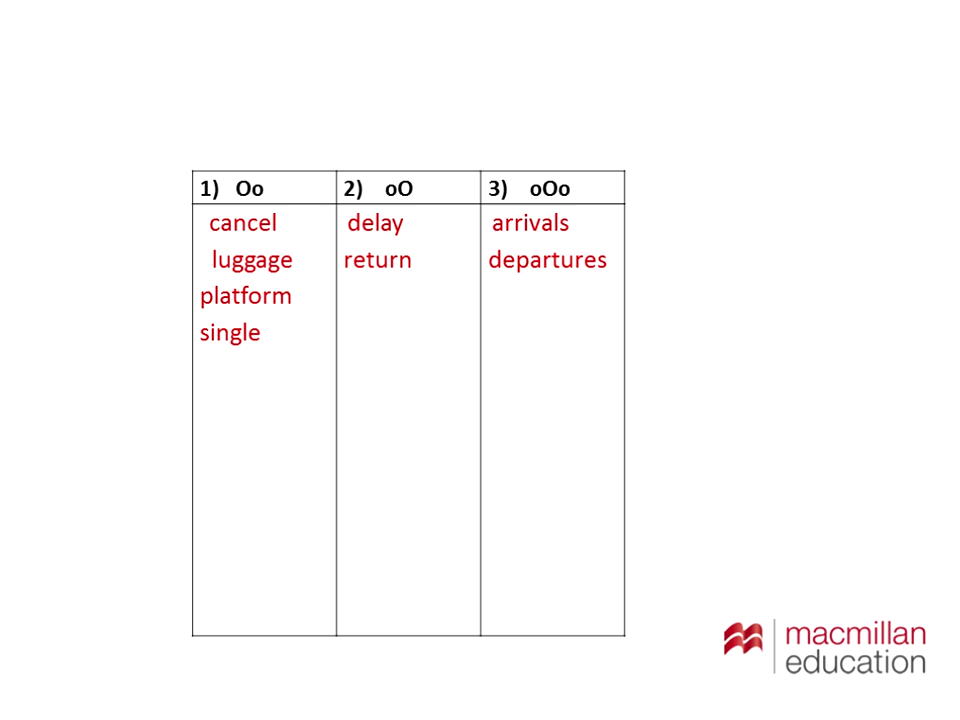 1) Oo 2) oO 3) oOo
cancel delay arrivals
luggage return departures
platform
single
macmillan
education